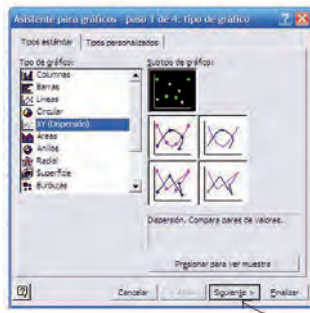 Asistente para gráficos - paso 1 de 4: tipo de gráfico
Tipos estándar
Tipos personalizados
Tipo de gráfico:
Subtipo de gráfico:
Columnas
Barras
Líneas
Circular
XY (Dispersión)
Áreas
Anillos
Radial
Superficie
Burbujas
Dispersión. Compara pares de valores.
Presionar para ver muestra
Cancelar
Siguiente >
Finalizar